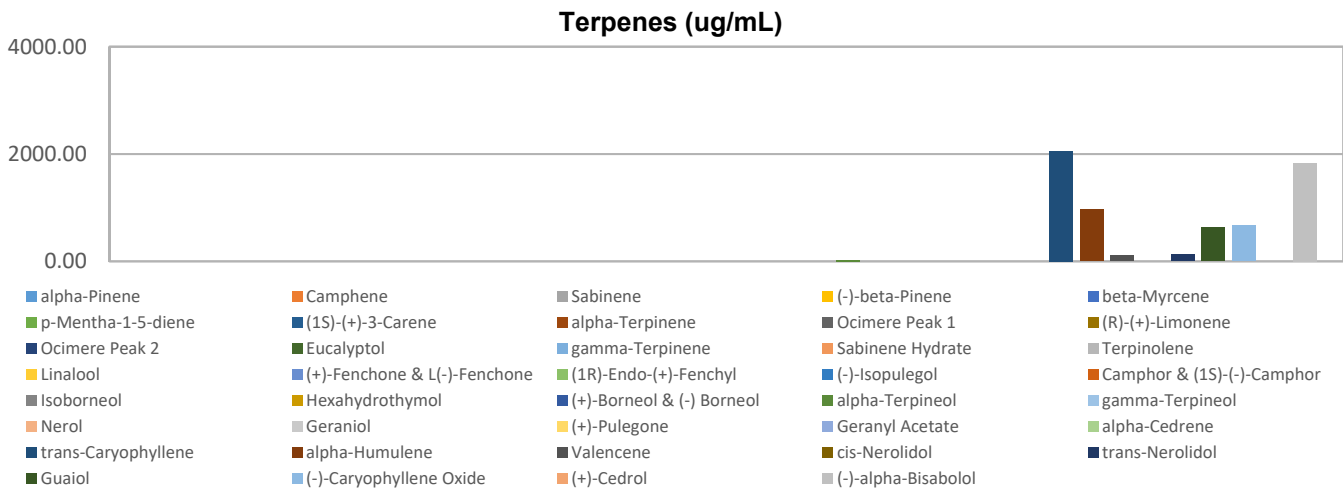 Terpenes (ug/mL)
4000.00
2000.00
0.00
alpha-Pinene Camphene Sabinene (-)-beta-Pinene beta-Myrcene
p-Mentha-1-5-diene (1S)-(+)-3-Carene alpha-Terpinene Ocimere Peak 1 (R)-(+)-Limonene
Ocimere Peak 2 Eucalyptol gamma-Terpinene Sabinene Hydrate Terpinolene
Linalool (+)-Fenchone & L(-)-Fenchone (1R)-Endo-(+)-Fenchyl (-)-Isopulegol Camphor & (1S)-(-)-Camphor
Isoborneol Hexahydrothymol (+)-Borneol & (-) Borneol alpha-Terpineol gamma-Terpineol
Nerol Geraniol (+)-Pulegone Geranyl Acetate alpha-Cedrene
trans-Caryophyllene alpha-Humulene Valencene cis-Nerolidol trans-Nerolidol
Guaiol (-)-Caryophyllene Oxide (+)-Cedrol (-)-alpha-Bisabolol